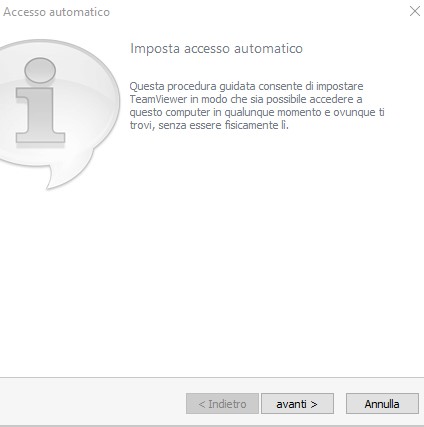 Accesso automatico
Imposta accesso automatico
Questa procedura guidata consente di impostare
TeamViewer in modo che sia possibile accedere a
questo computer in qualunque momento e ovunque ti
trovi, senza essere fisicamente lì.
< Indietro avanti > Annulla